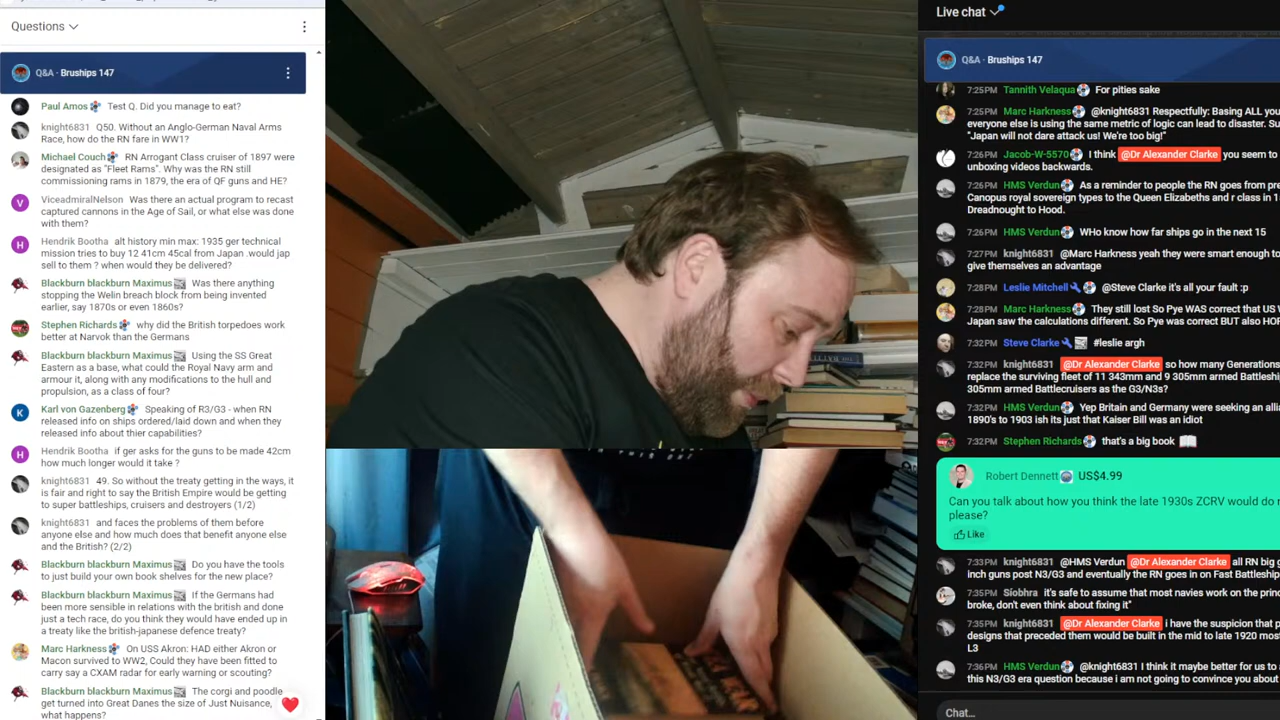 Questions
Q&A · Bruships 147
Paul Amos Test Q. Did you manage to eat?
knight6831 Q50. Without an Anglo-German Naval Arms
Race, how do the RN fare in WW1?
Michael Couch RN Arrogant Class cruiser of 1897 were
designated as "Fleet Rams". Why was the RN still
commissioning rams in 1879, the era of QF guns and HE?
ViceadmiralNelson Was there an actual program to recast
captured cannons in the Age of Sail, or what else was done
with them?
Hendrik Bootha alt history min max: 1935 ger technical
mission tries to buy 12 41cm 45cal from Japan .would jap
sell to them ? when would they be delivered?
Blackburn blackburn Maximus Was there anything
stopping the Welin breach block from being invented
earlier, say 1870s or even 1860s?
Stephen Richards why did the British torpedoes work
better at Narvok than the Germans
Blackburn blackburn Maximus Using the SS Great
Eastern as a base, what could the Royal Navy arm and
armour it, along with any modifications to the hull and
propulsion, as a class of four?
Karl von Gazenberg Speaking of R3/G3 - when RN
released info on ships ordered/laid down and when they
released info about thier capabilities?
Hendrik Bootha if ger asks for the guns to be made 42cm
how much longer would it take ?
knight6831 49. So without the treaty getting in the ways, it
is fair and right to say the British Empire would be getting
to super battleships, cruisers and destroyers (1/2)
knight6831 and faces the problems of them before
anyone else and how much does that benefit anyone else
and the British? (2/2)
Blackburn blackburn Maximus Do you have the tools
to just build your own book shelves for the new place?
Blackburn blackburn Maximus If the Germans had
been more sensible in relations with the british and done
just a tech race, do you think they would have ended up in
a treaty like the british-japanese defence treaty?
Marc Harkness On USS Akron: HAD either Akron or
Macon survived to WW2, Could they have been fitted to
carry say a CXAM radar for early warning or scouting?
Blackburn blackburn Maximus The corgi and poodle
get turned into Great Danes the size of Just Nuisance,
what happens?
Live chat
Q&A · Bruships 147
7:25PM Tannith Velaqua For pities sake
7:25PM Marc Harkness @knight6831 Respectfully: Basing ALL you
everyone else is using the same metric of logic can lead to disaster. Su
"Japan will not dare attack us! We're too big!"
7:26PM Jacob-W-5570 I think @Dr Alexander Clarke you seem to
unboxing videos backwards.
7:26PM HMS Verdun As a reminder to people the RN goes from pre
Canopus royal sovereign types to the Queen Elizabeths and r class in 1
Dreadnought to Hood.
7:26PM HMS Verdun WHo know how far ships go in the next 15
7:27PM knight6831 @Marc Harkness yeah they were smart enough to
give themselves an advantage
7:28PM Leslie Mitchell @Steve Clarke it's all your fault :p
7:28PM Marc Harkness They still lost So Pye WAS correct that US W
Japan saw the calculations different. So Pye was correct BUT also HOR
7:32PM Steve Clarke #leslie argh
7:32PM knight6831 @Dr Alexander Clarke so how many Generations
replace the surviving fleet of 11 343mm and 9 305mm armed Battleship
305mm armed Battlecruisers as the G3/N3s?
7:32PM HMS Verdun Yep Britain and Germany were seeking an allia
1890's to 1903 ish its just that Kaiser Bill was an idiot
7:32PM Stephen Richards that's a big book
Robert Dennett US$4.99
Can you talk about how you think the late 1930s ZCRV would do
please?
Like
7:33PM knight6831 @HMS Verdun @Dr Alexander Clarke all RN big g
inch guns post N3/G3 and eventually the RN goes in on Fast Battleship
7:35PM Síobhra it's safe to assume that most navies work on the princ
broke, don't even think about fixing it"
7:35PM knight6831 @Dr Alexander Clarke i have the suspicion that p
designs that preceded them would be built in the mid to late 1920 mos
L3
7:36PM HMS Verdun @knight6831 I think it maybe better for us to a
this N3/G3 era question because i am not going to convince you about
Chat...